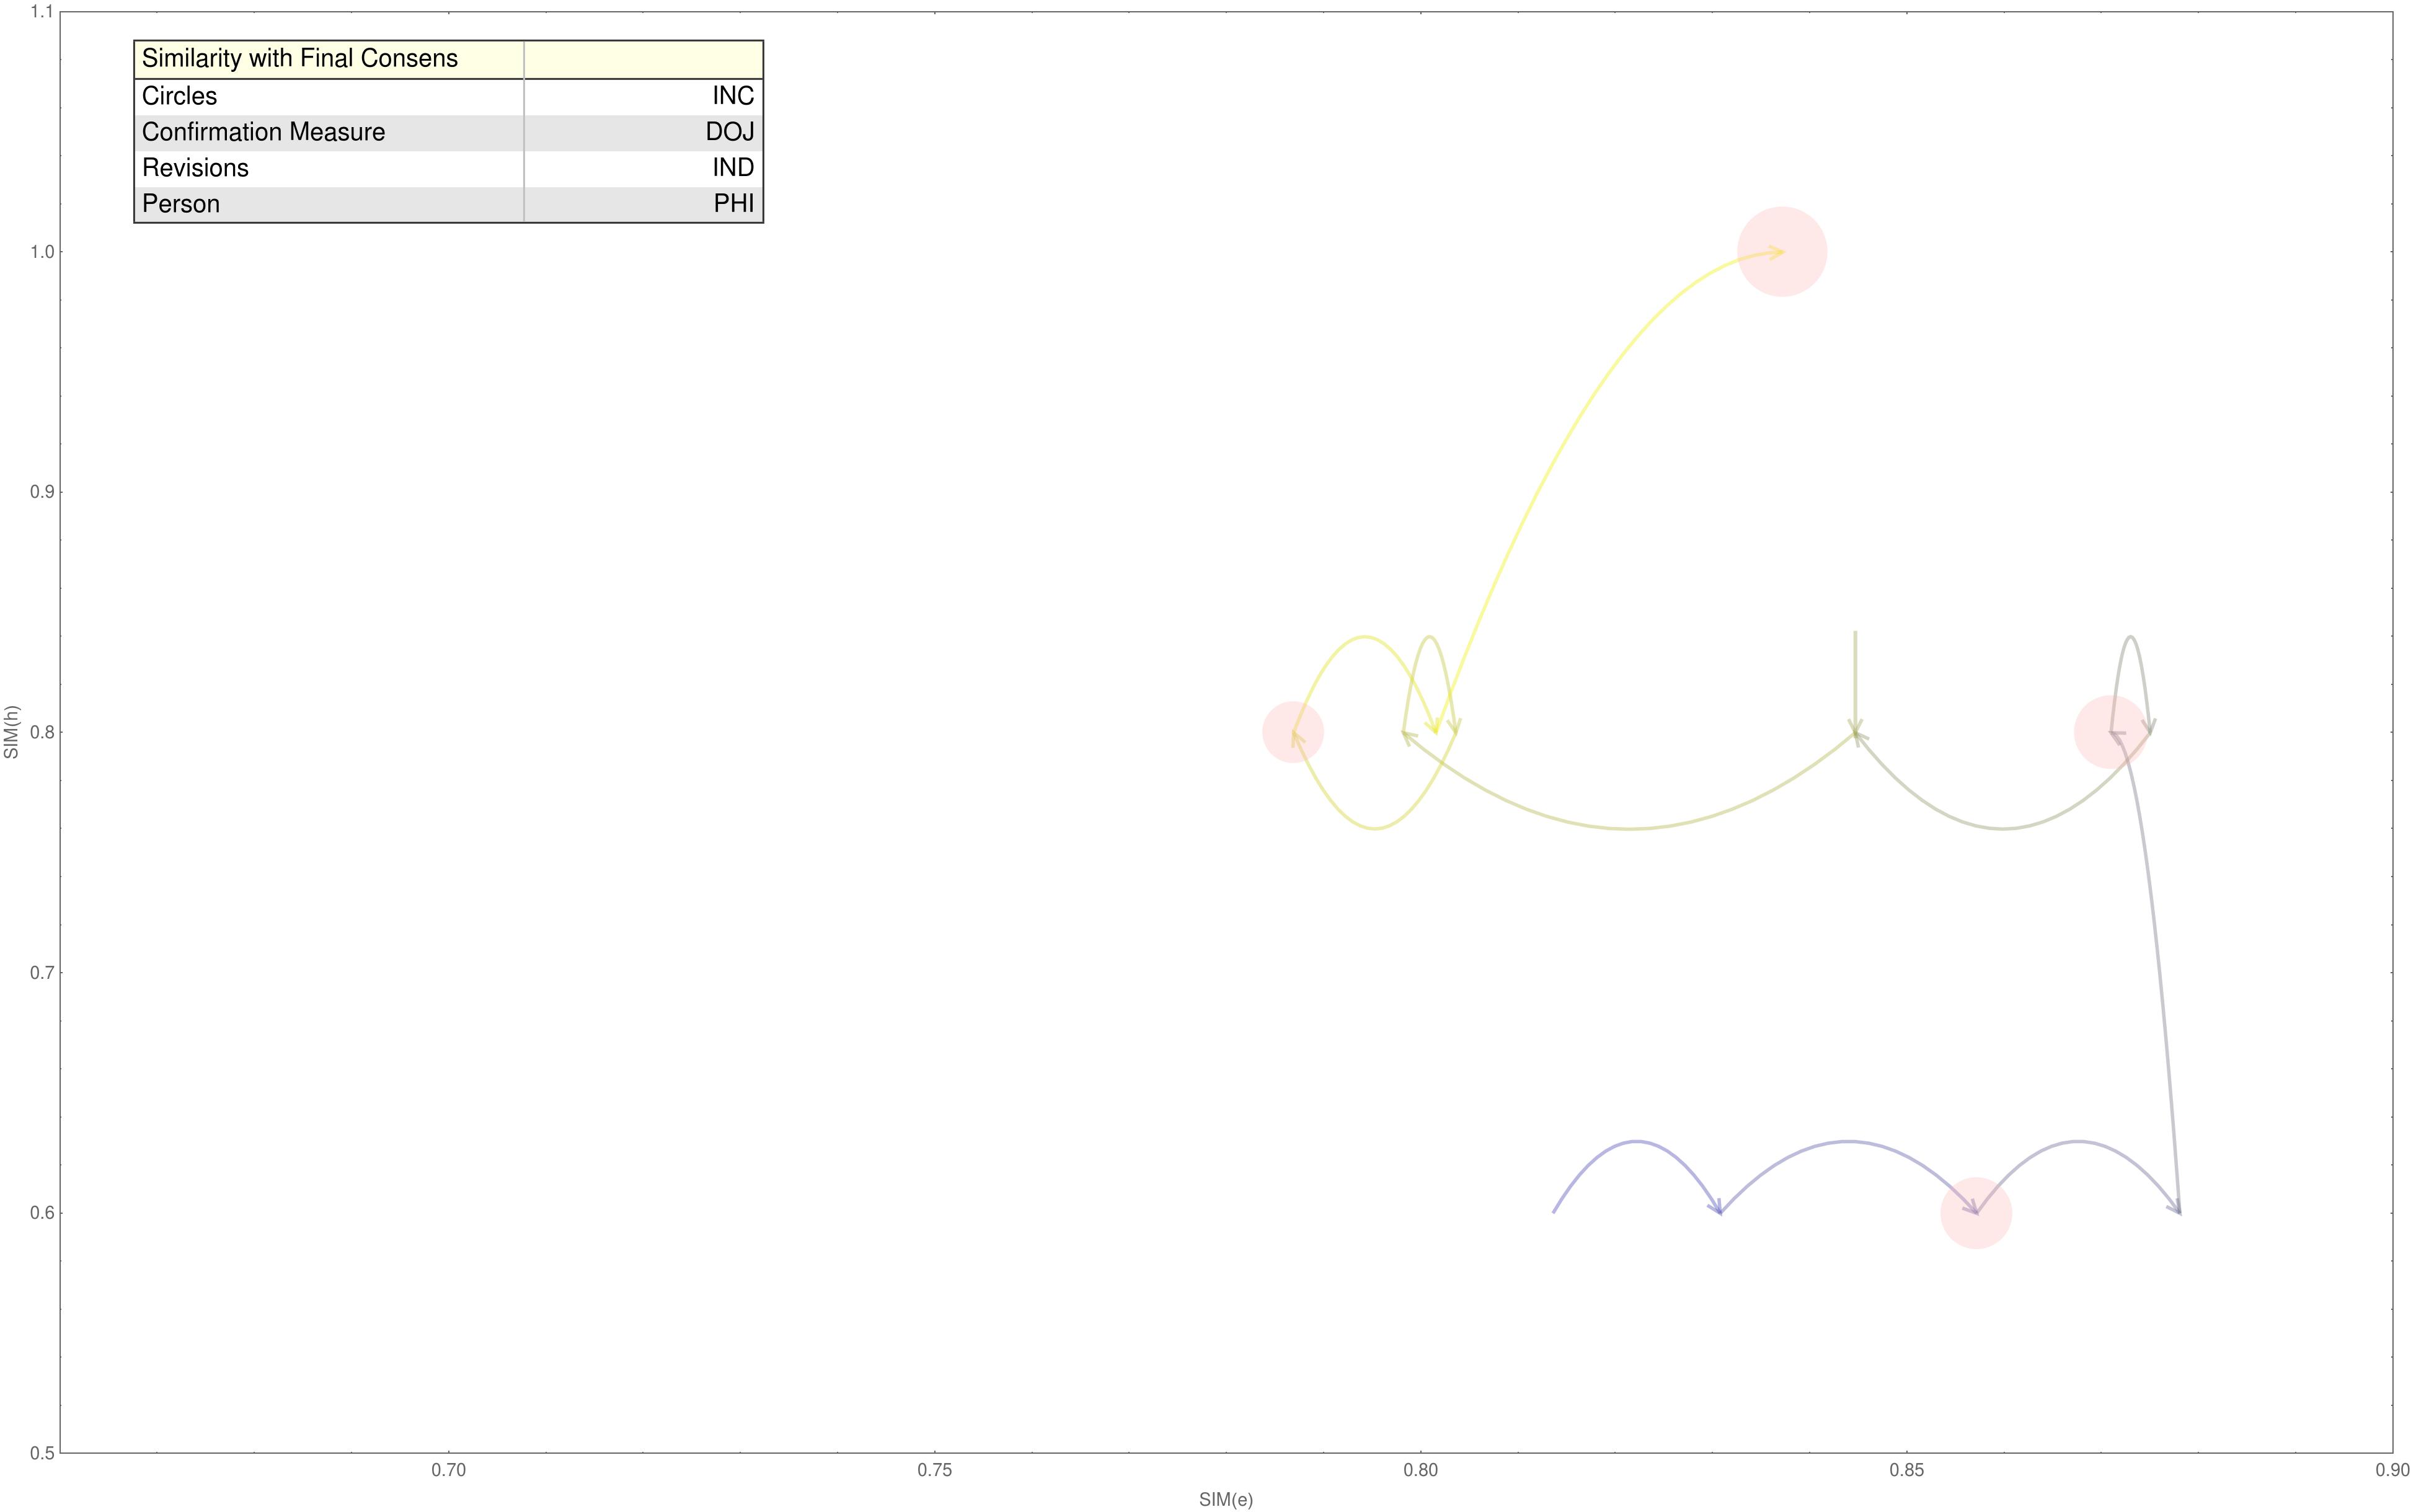 1.1
Similarity with Final Consens
Circles INC
Confirmation Measure DOJ
Revisions IND
Person PHI
1.0
0.9
0.8
SIM(h)
0.7
0.6
0.5
0.70 0.75 0.80 0.85 0.90
SIM(e)